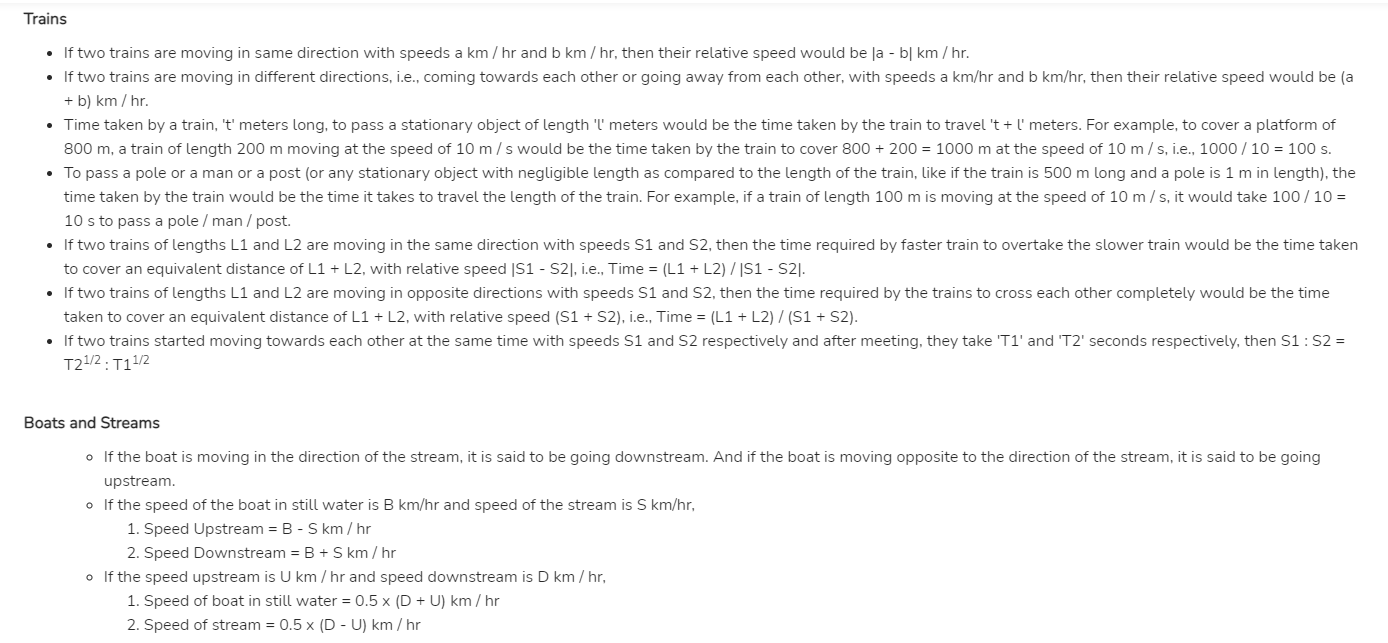 Trains
• If two trains are moving in same direction with speeds a km / hr and b km / hr, then their relative speed would be |a - b| km / hr.
• If two trains are moving in different directions, i.e., coming towards each other or going away from each other, with speeds a km/hr and b km/hr, then their relative speed would be (a
+ b) km / hr.
• Time taken by a train, 't' meters long, to pass a stationary object of length 'l' meters would be the time taken by the train to travel 't + l' meters. For example, to cover a platform of
800 m, a train of length 200 m moving at the speed of 10 m / s would be the time taken by the train to cover 800 + 200 = 1000 m at the speed of 10 m / s, i.e., 1000 / 10 = 100 s.
• To pass a pole or a man or a post (or any stationary object with negligible length as compared to the length of the train, like if the train is 500 m long and a pole is 1 m in length), the
time taken by the train would be the time it takes to travel the length of the train. For example, if a train of length 100 m is moving at the speed of 10 m / s, it would take 100 / 10 =
10 s to pass a pole / man / post.
• If two trains of lengths L1 and L2 are moving in the same direction with speeds S1 and S2, then the time required by faster train to overtake the slower train would be the time taken
to cover an equivalent distance of L1 + L2, with relative speed |S1 - S2|, i.e., Time = (L1 + L2) / |S1 - S2|.
• If two trains of lengths L1 and L2 are moving in opposite directions with speeds S1 and S2, then the time required by the trains to cross each other completely would be the time
taken to cover an equivalent distance of L1 + L2, with relative speed (S1 + S2), i.e., Time = (L1 + L2) / (S1 + S2).
• If two trains started moving towards each other at the same time with speeds S1 and S2 respectively and after meeting, they take 'T1' and 'T2' seconds respectively, then S1 : S2 =
T2^1/2 : T1^1/2
Boats and Streams
◦ If the boat is moving in the direction of the stream, it is said to be going downstream. And if the boat is moving opposite to the direction of the stream, it is said to be going
upstream.
◦ If the speed of the boat in still water is B km/hr and speed of the stream is S km/hr,
1. Speed Upstream = B - S km / hr
2. Speed Downstream = B + S km / hr
◦ If the speed upstream is U km / hr and speed downstream is D km / hr,
1. Speed of boat in still water = 0.5 x (D + U) km / hr
2. Speed of stream = 0.5 x (D - U) km / hr